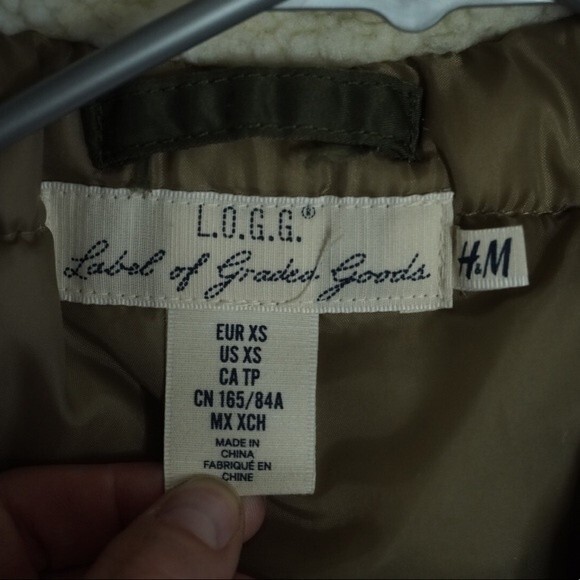 L.O.G.G.®
Label of Graded Goods
H&M
EUR XS
US XS
CA TP
CN 165/84A
MX XCH
MADE IN
CHINA
FABRIQUÉ EN
CHINE